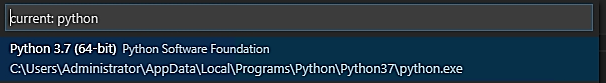 current: python
Python 3.7 (64-bit) Python Software Foundation
C:\Users\Administrator\AppData\Local\Programs\Python\Python37\python.exe